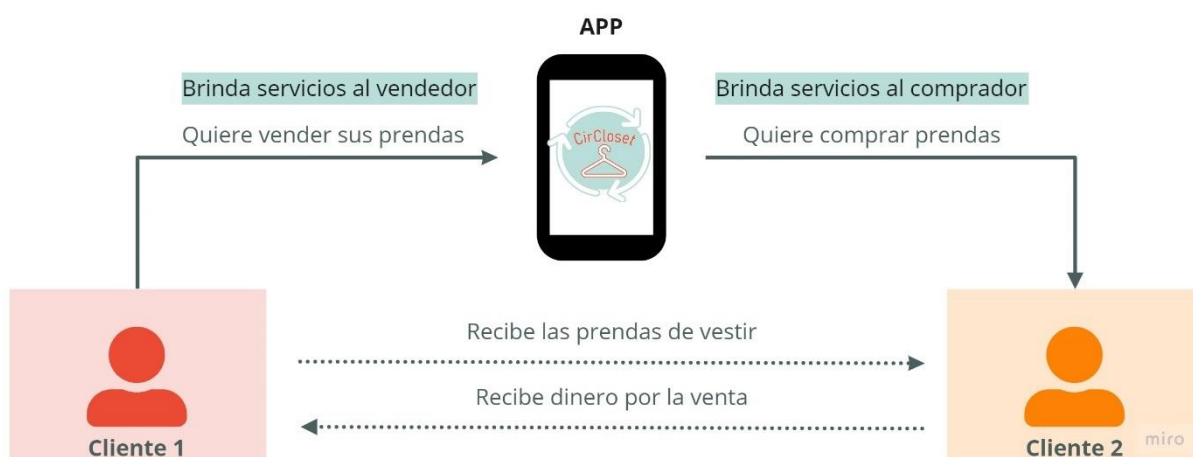 APP
Brinda servicios al vendedor
Quiere vender sus prendas
CirCloset
Brinda servicios al comprador
Quiere comprar prendas
Recibe las prendas de vestir
Recibe dinero por la venta
Cliente 1
Cliente 2
miro